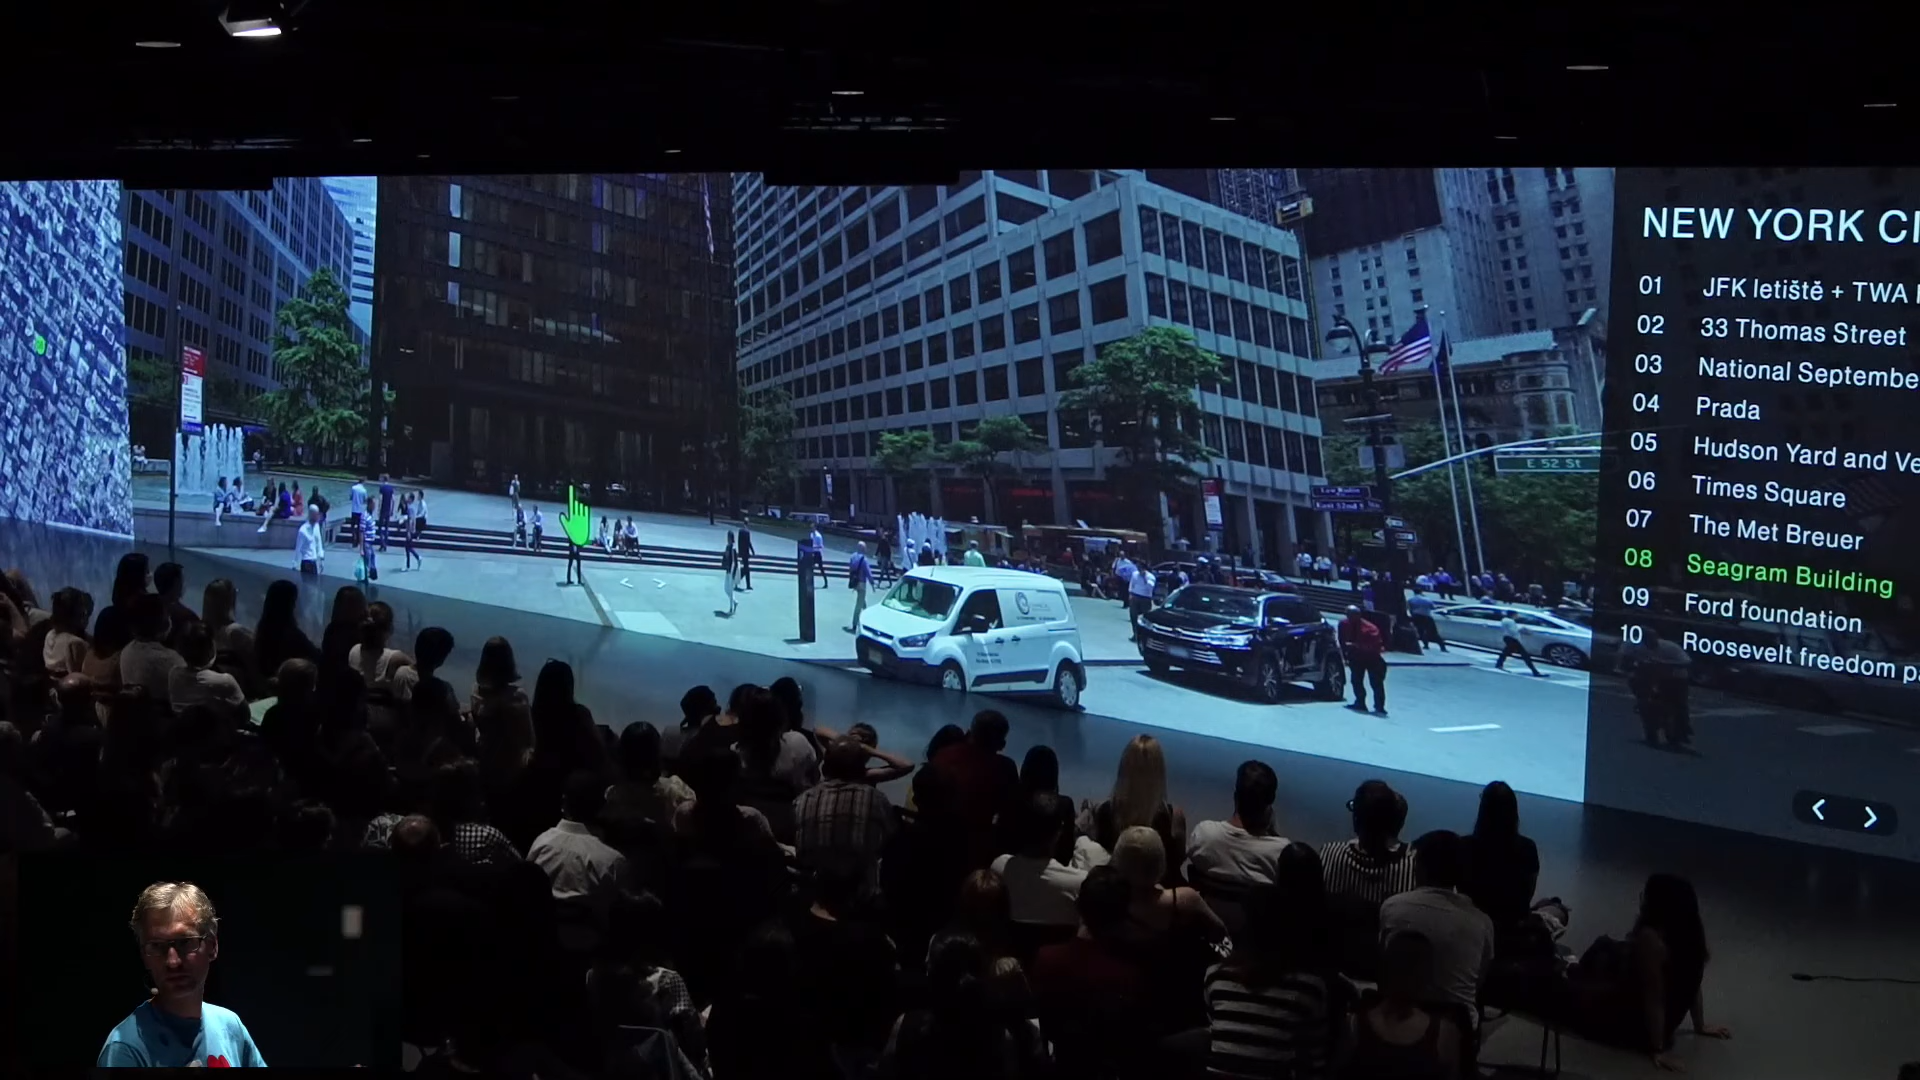 NEW YORK CI
01 JFK letiště + TWA
02 33 Thomas Street
03 National Septembe
04 Prada
05 Hudson Yard and Ve
06 Times Square
07 The Met Breuer
08 Seagram Building
09 Ford foundation
10 Roosevelt freedom p
E 52 St